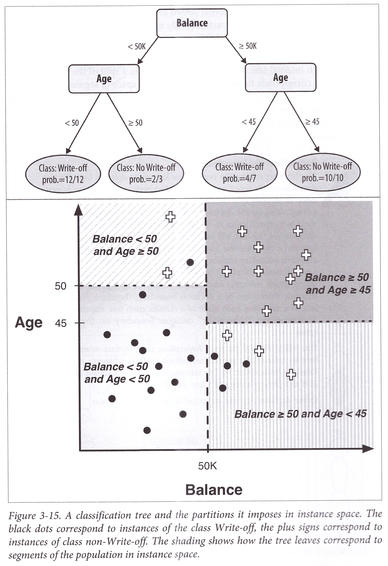 Balance
< 50K
≥ 50K
Age
Age
< 50
≥ 50
< 45
≥ 45
Class: Write-off
prob.=12/12
Class: No Write-off
prob.=2/3
Class: Write-off
prob.=4/7
Class: No Write-off
prob.=10/10
Balance < 50
and Age ≥ 50
Balance ≥ 50
and Age ≥ 45
50
45
Age
Balance < 50
and Age < 50
Balance ≥ 50 and Age < 45
50K
Balance
Figure 3-15. A classification tree and the partitions it imposes in instance space. The
black dots correspond to instances of the class Write-off, the plus signs correspond to
instances of class non-Write-off. The shading shows how the tree leaves correspond to
segments of the population in instance space.